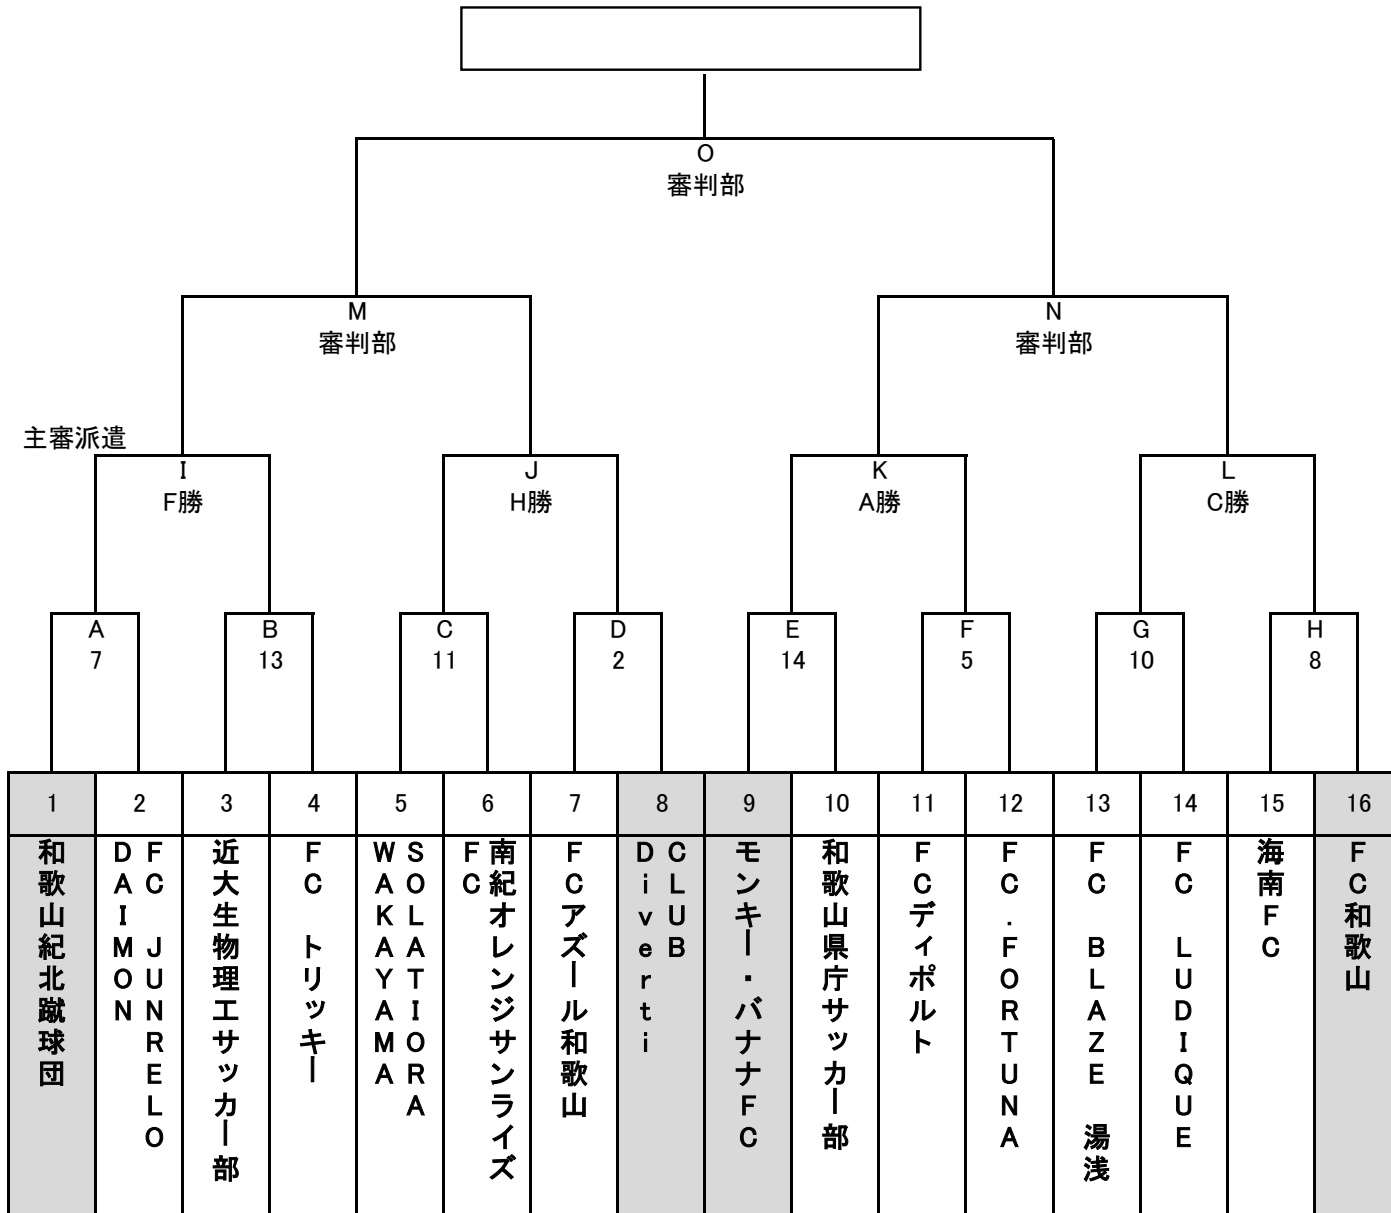 O
審判部
M
審判部
N
審判部
主審派遣
I
F勝
J
H勝
K
A勝
L
C勝
A
7
B
13
C
11
D
2
E
14
F
5
G
10
H
8
1
2
3
4
5
6
7
8
9
10
11
12
13
14
15
16
和歌山紀北蹴球団
FC JUNRELO
DAIMON
近大生物理工サッカー部
FC トリッキー
SOLATIORA
WAKAYAMA
南紀オレンジサンライズ
FC
FCアズール和歌山
CLUB
Diverti
モンキー・バナナFC
和歌山県庁サッカー部
FCディポルト
FC.FORTUNA
FC BLAZE 湯浅
FC LUDIQUE
海南FC
FC和歌山